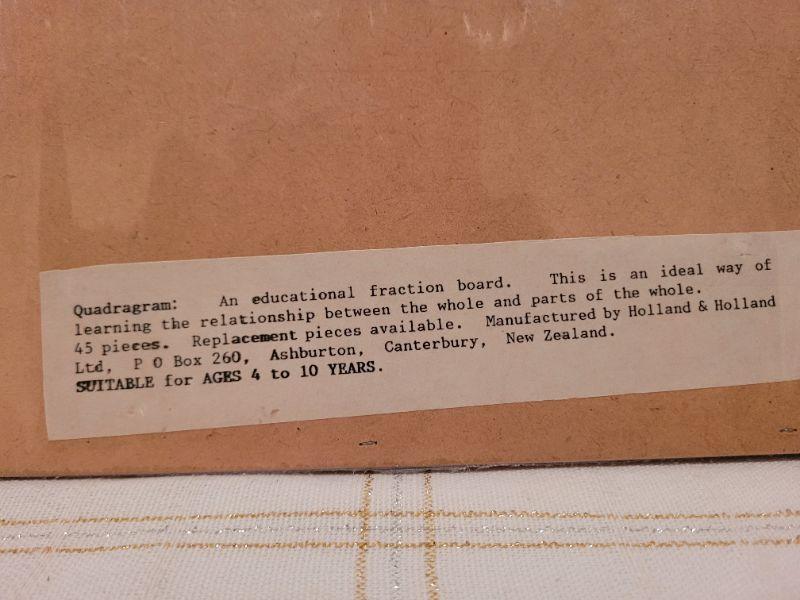 Quadragram: An educational fraction board. This is an ideal way of
learning the relationship between the whole and parts of the whole.
45 pieces. Replacement pieces available. Manufactured by Holland & Holland
Ltd, P O Box 260, Ashburton, Canterbury, New Zealand.
SUITABLE for AGES 4 to 10 YEARS.